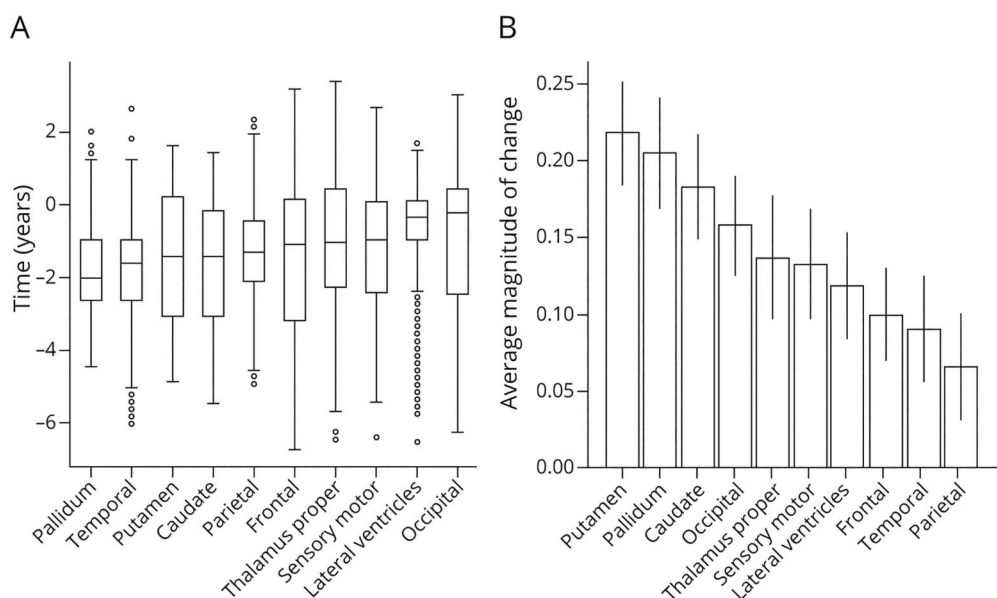 A
Time (years)
2
0
–2
–4
–6
Pallidum
Temporal
Putamen
Caudate
Parietal
Frontal
Thalamus proper
Sensory motor
Lateral ventricles
Occipital
B
Average magnitude of change
0.25
0.20
0.15
0.10
0.05
0.00
Putamen
Pallidum
Caudate
Occipital
Thalamus proper
Sensory motor
Lateral ventricles
Frontal
Temporal
Parietal